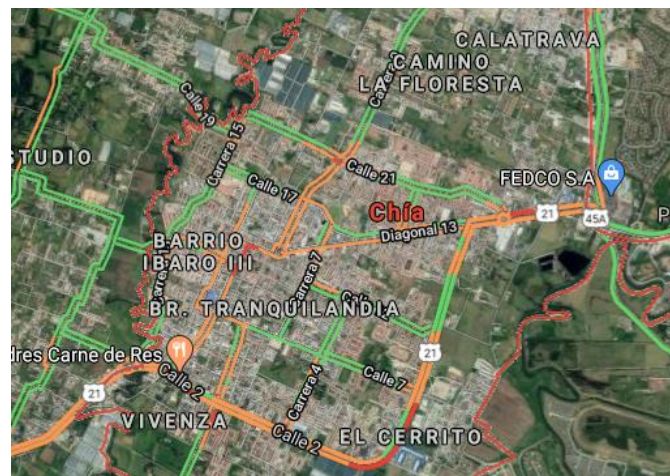 CALATRAVA
CAMINO
LA FLORESTA
Calle 19
Carrera 15
STUDIO
Calle 21
Calle 17
FEDCO S.A
Chía
21
45A
Diagonal 13
BARRIO
IBARO III
Carrera 7
BR. TRANQUILANDIA
21
dres Carne de Res
Carrera 4
Calle 7
21
Calle 2
VIVENZA
Calle 2
EL CERRITO